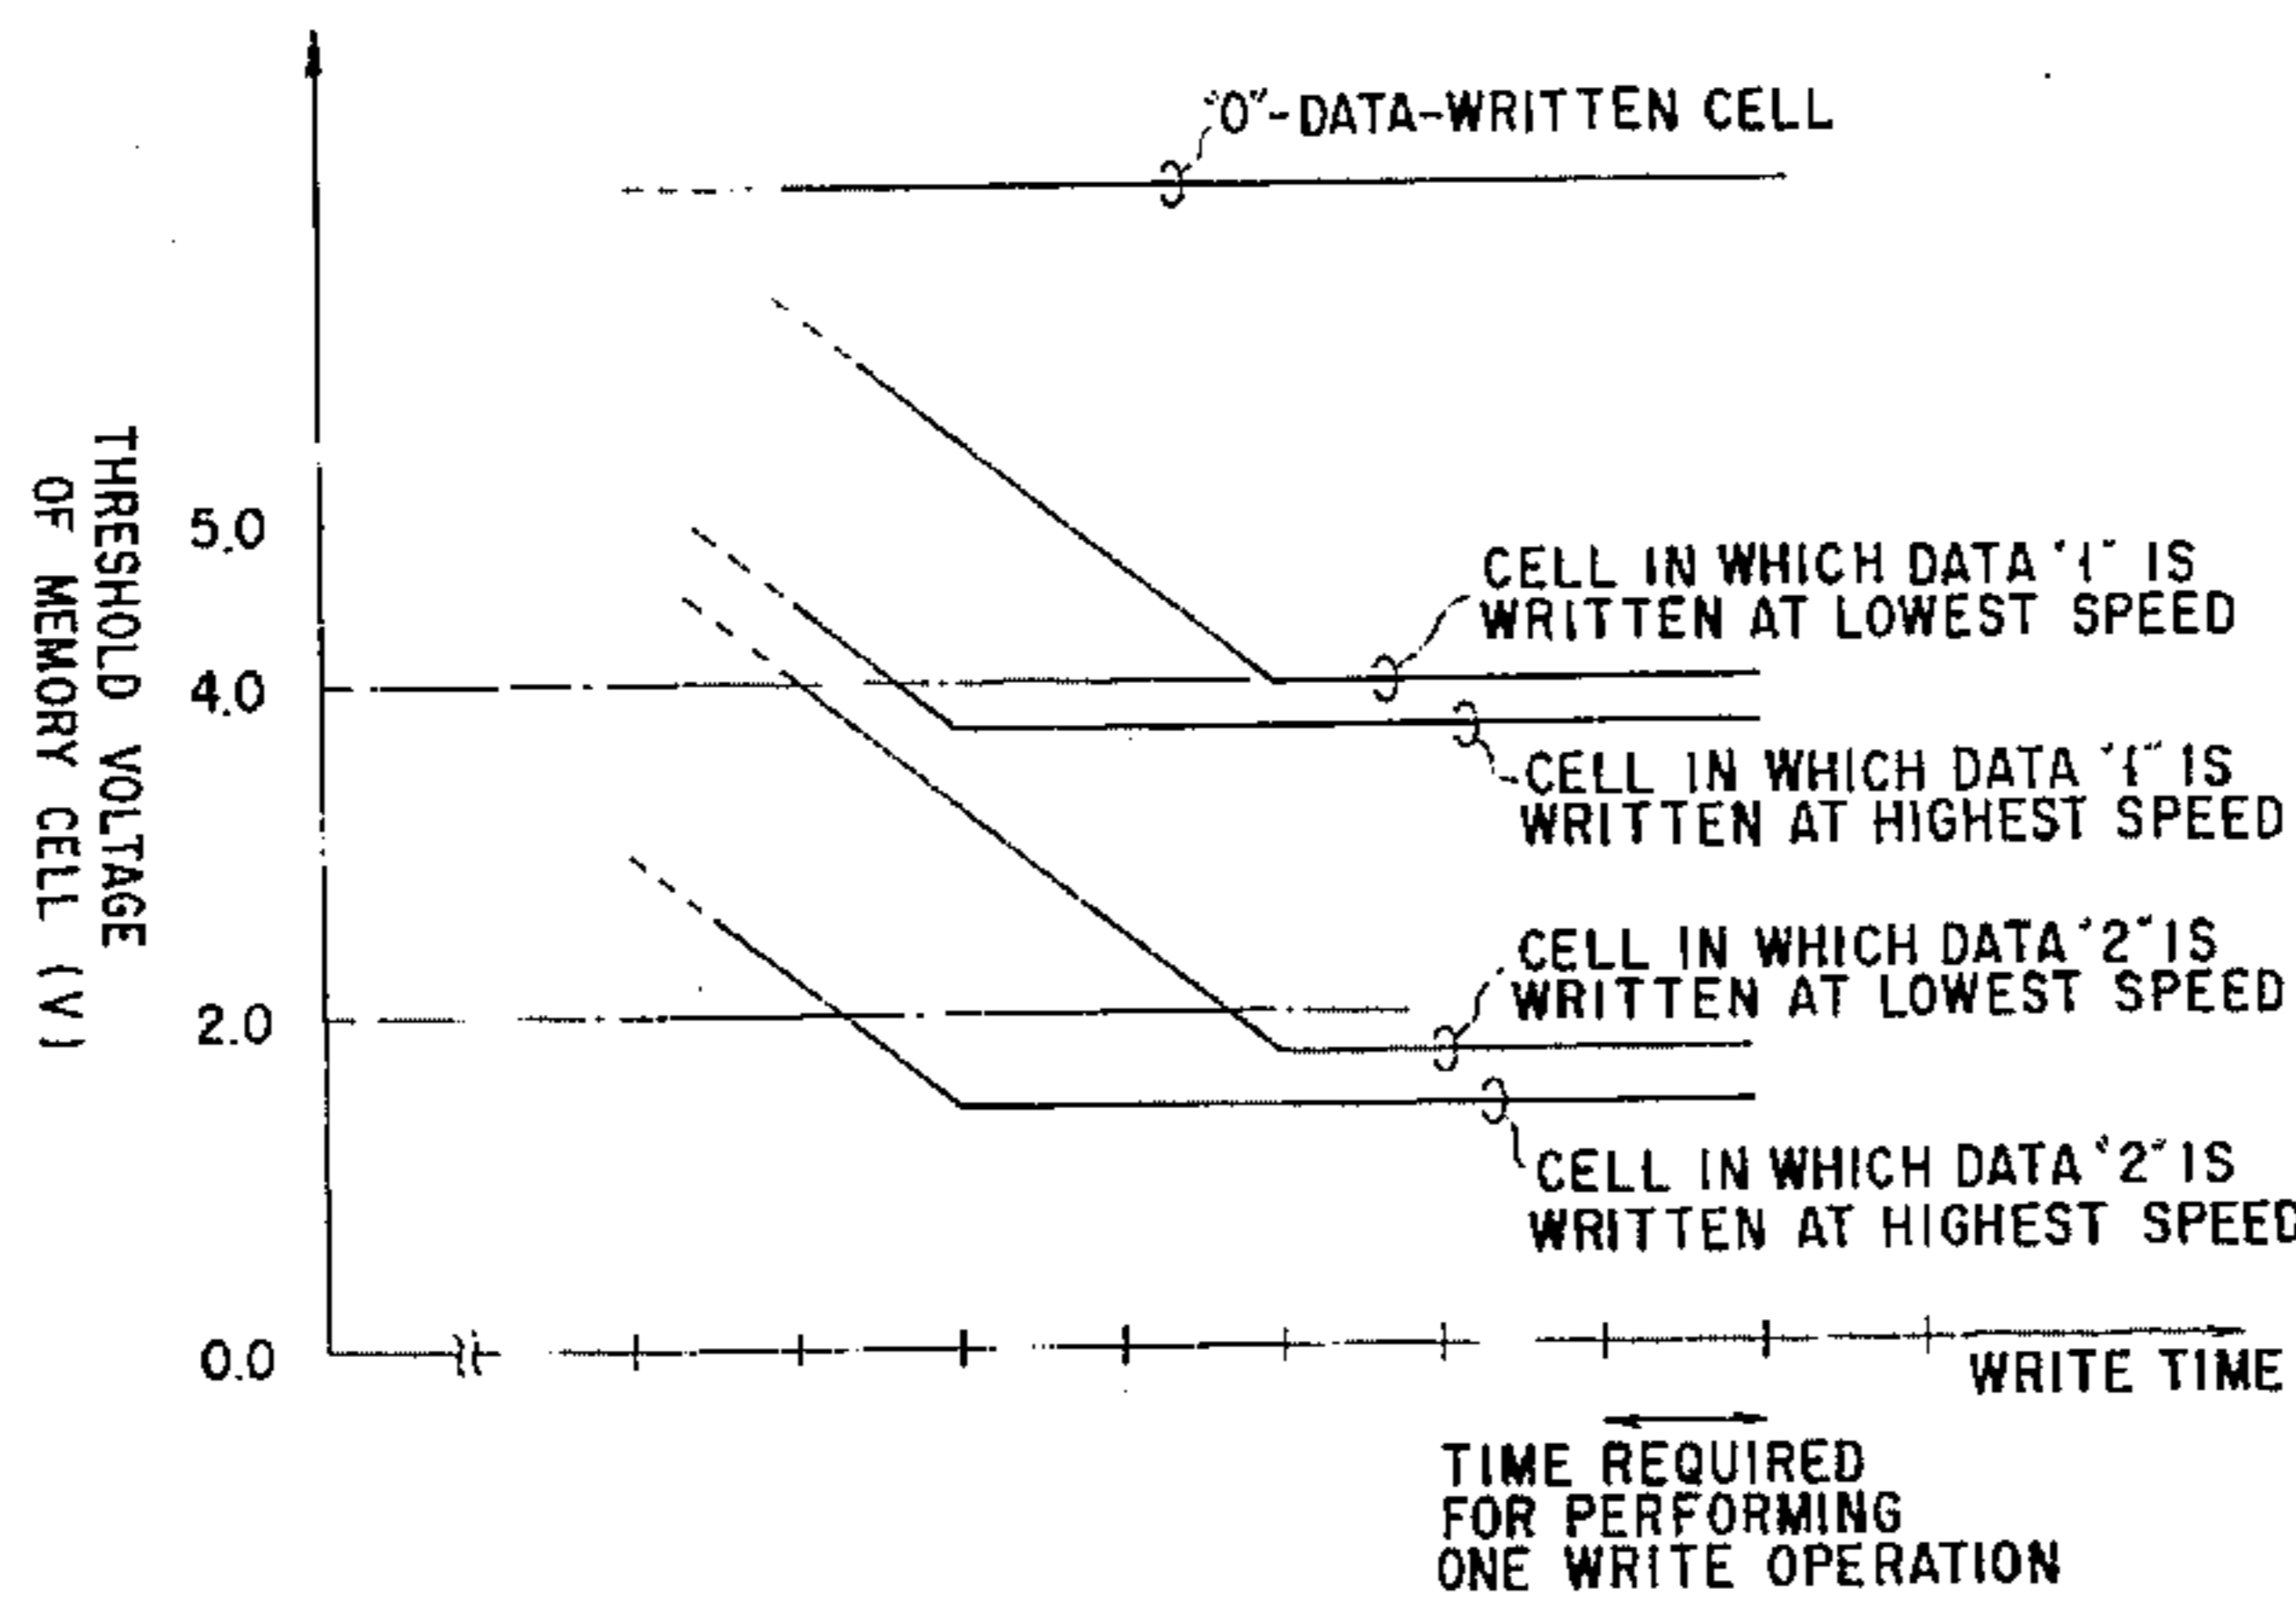 "0"-DATA-WRITTEN CELL
THRESHOLD VOLTAGE
OF MEMORY CELL (V)
5.0
4.0
2.0
0.0
CELL IN WHICH DATA "1" IS
WRITTEN AT LOWEST SPEED
CELL IN WHICH DATA "1" IS
WRITTEN AT HIGHEST SPEED
CELL IN WHICH DATA "2" IS
WRITTEN AT LOWEST SPEED
CELL IN WHICH DATA "2" IS
WRITTEN AT HIGHEST SPEED
WRITE TIME
TIME REQUIRED
FOR PERFORMING
ONE WRITE OPERATION